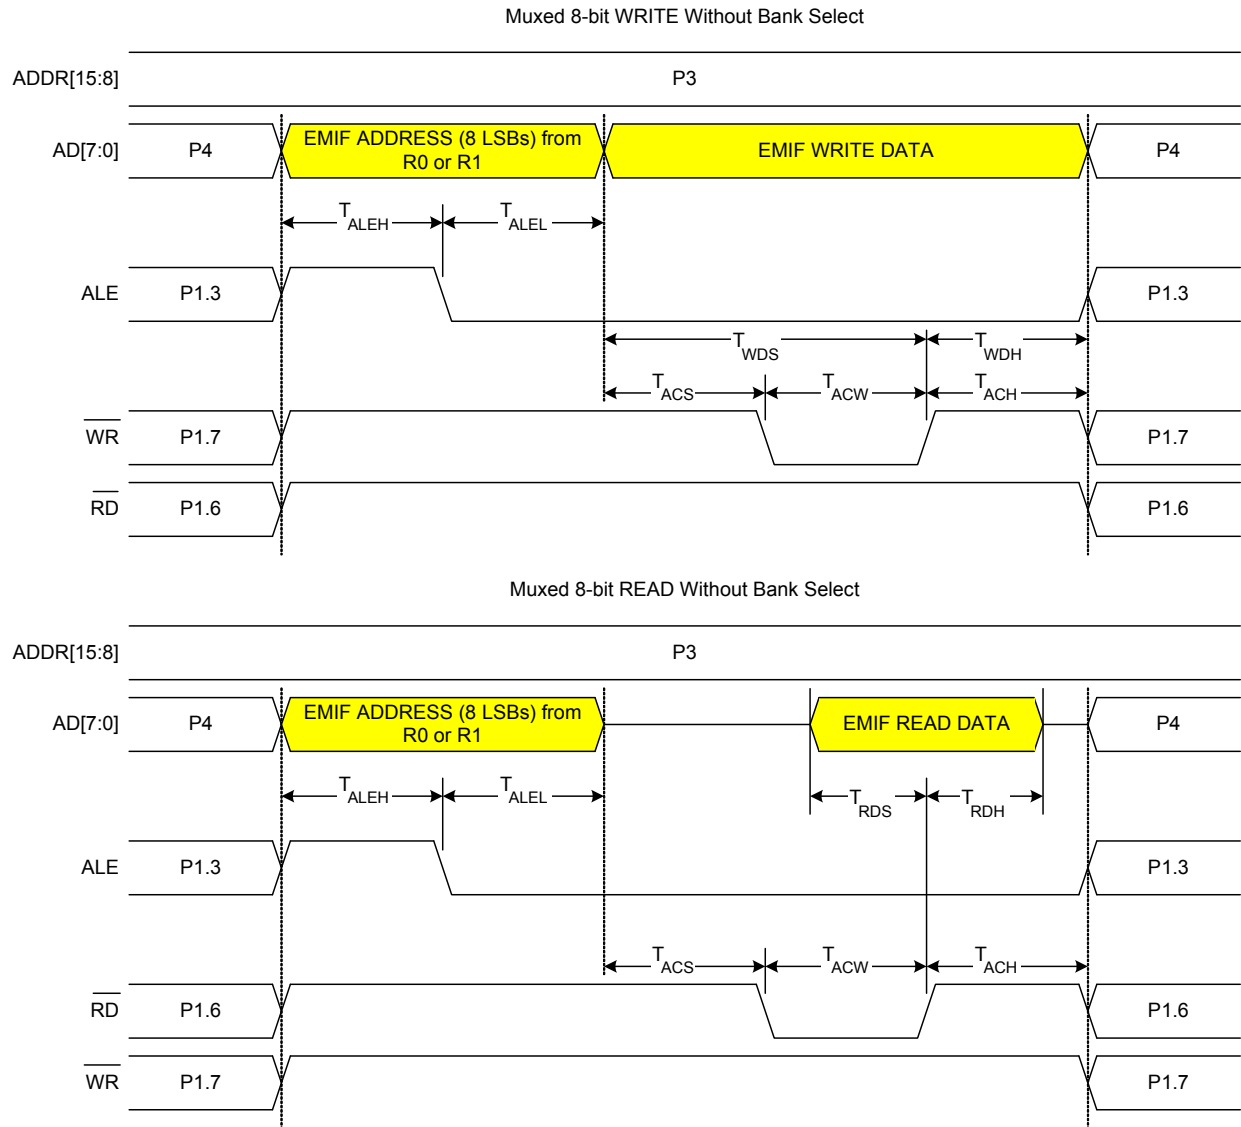 Muxed 8-bit WRITE Without Bank Select
ADDR[15:8] P3
AD[7:0] P4 EMIF ADDRESS (8 LSBs) from EMIF WRITE DATA P4
R0 or R1
TALEH TALEL
ALE P1.3 P1.3
TWDS TWDH
TACS TACW TACH
WR P1.7 P1.7
RD P1.6 P1.6
Muxed 8-bit READ Without Bank Select
ADDR[15:8] P3
AD[7:0] P4 EMIF ADDRESS (8 LSBs) from EMIF READ DATA P4
R0 or R1
TALEH TALEL TRDS TRDH
ALE P1.3 P1.3
TACS TACW TACH
RD P1.6 P1.6
WR P1.7 P1.7